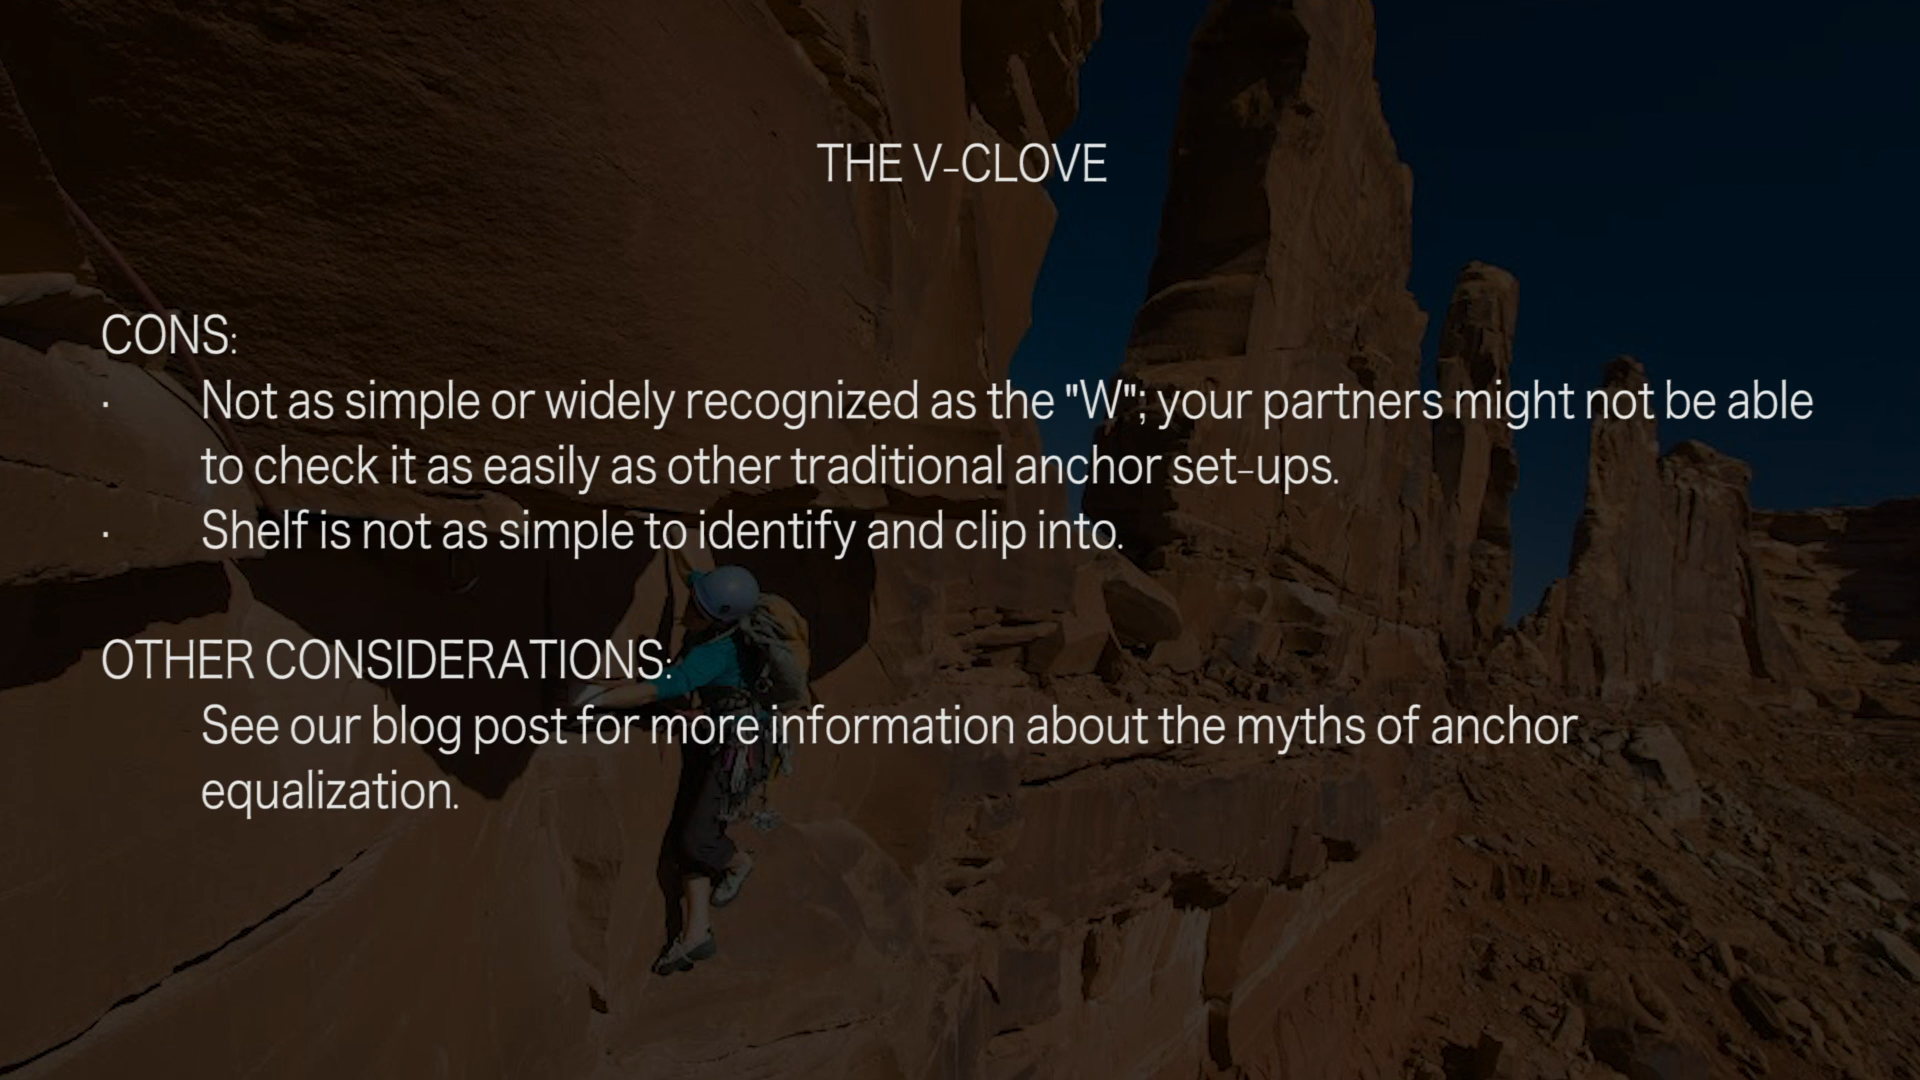 THE V-CLOVE
CONS:
· Not as simple or widely recognized as the "W"; your partners might not be able
to check it as easily as other traditional anchor set-ups.
· Shelf is not as simple to identify and clip into.
OTHER CONSIDERATIONS:
See our blog post for more information about the myths of anchor
equalization.